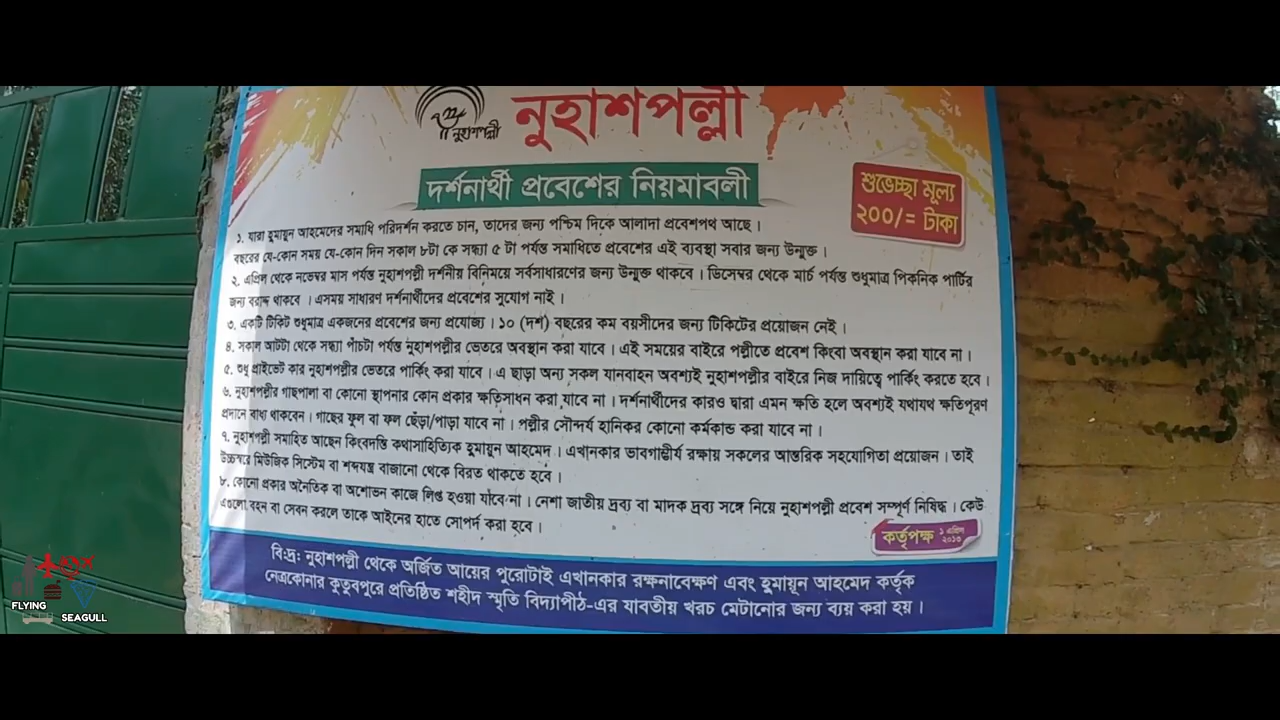 নুহাশপল্লী
নুহাশপল্লী
দর্শনার্থী প্রবেশের নিয়মাবলী
শুভেচ্ছা মূল্য
২০০/= টাকা
১. যারা হুমায়ুন আহমেদের সমাধি পরিদর্শন করতে চান, তাদের জন্য পশ্চিম দিকে আলাদা প্রবেশপথ আছে।
বছরের যে-কোন সময় যে-কোন দিন সকাল ৮টা কে সন্ধ্যা ৫ টা পর্যন্ত সমাধিতে প্রবেশের এই ব্যবস্থা সবার জন্য উন্মুক্ত।
২. এপ্রিল থেকে নভেম্বর মাস পর্যন্ত নুহাশপল্লী দর্শনীয় বিনিময়ে সর্বসাধারণের জন্য উন্মুক্ত থাকবে। ডিসেম্বর থেকে মার্চ পর্যন্ত শুধুমাত্র পিকনিক পার্টির
জন্য বরাদ্দ থাকবে । এসময় সাধারণ দর্শনার্থীদের প্রবেশের সুযোগ নাই।
৩. একটি টিকিট শুধুমাত্র একজনের প্রবেশের জন্য প্রযোজ্য। ১০ (দশ) বছরের কম বয়সীদের জন্য টিকিটের প্রয়োজন নেই।
৪. সকাল আটটা থেকে সন্ধ্যা পাঁচটা পর্যন্ত নুহাশপল্লীর ভেতরে অবস্থান করা যাবে। এই সময়ের বাইরে পল্লীতে প্রবেশ কিংবা অবস্থান করা যাবে না।
৫. শুধু প্রাইভেট কার নুহাশপল্লীর ভেতরে পার্কিং করা যাবে। এ ছাড়া অন্য সকল যানবাহন অবশ্যই নুহাশপল্লীর বাইরে নিজ দায়িত্বে পার্কিং করতে হবে।
৬. নুহাশপল্লীর গাছপালা বা কোনো স্থাপনার কোন প্রকার ক্ষতিসাধন করা যাবে না। দর্শনার্থীদের কারও দ্বারা এমন ক্ষতি হলে অবশ্যই যথাযথ ক্ষতিপূরণ
প্রদানে বাধ্য থাকবেন। গাছের ফুল বা ফল ছেঁড়া/পাড়া যাবে না। পল্লীর সৌন্দর্য হানিকর কোনো কর্মকান্ড করা যাবে না।
৭. নুহাশপল্লী সমাহিত আছেন কিংবদন্তি কথাসাহিত্যিক হুমায়ুন আহমেদ। এখানকার ভাবগাম্ভীর্য রক্ষায় সকলের আন্তরিক সহযোগিতা প্রয়োজন। তাই
উচ্চস্বরে মিউজিক সিস্টেম বা শব্দযন্ত্র বাজানো থেকে বিরত থাকতে হবে।
৮. কোনো প্রকার অনৈতিক বা অশোভন কাজে লিপ্ত হওয়া যাবে না। নেশা জাতীয় দ্রব্য বা মাদক দ্রব্য সঙ্গে নিয়ে নুহাশপল্লী প্রবেশ সম্পূর্ণ নিষিদ্ধ। কেউ
এগুলো বহন বা সেবন করলে তাকে আইনের হাতে সোপর্দ করা হবে।
কর্তৃপক্ষ ১ এপ্রিল
২০১৩
বি:দ্র: নুহাশপল্লী থেকে অর্জিত আয়ের পুরোটাই এখানকার রক্ষনাবেক্ষণ এবং হুমায়ূন আহমেদ কর্তৃক
নেত্রকোনার কুতুবপুরে প্রতিষ্ঠিত শহীদ স্মৃতি বিদ্যাপীঠ-এর যাবতীয় খরচ মেটানোর জন্য ব্যয় করা হয়।
FLYING
SEAGULL